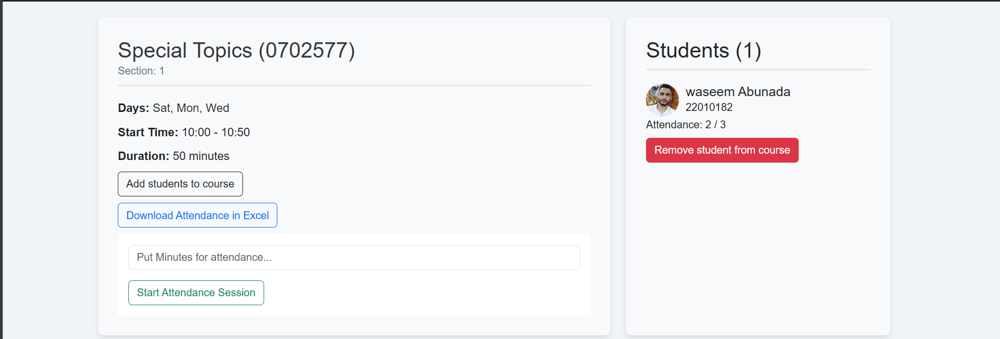 Special Topics (0702577)
Section: 1
Days: Sat, Mon, Wed
Start Time: 10:00 - 10:50
Duration: 50 minutes
Add students to course
Download Attendance in Excel
Put Minutes for attendance...
Start Attendance Session
Students (1)
waseem Abunada
22010182
Attendance: 2 / 3
Remove student from course